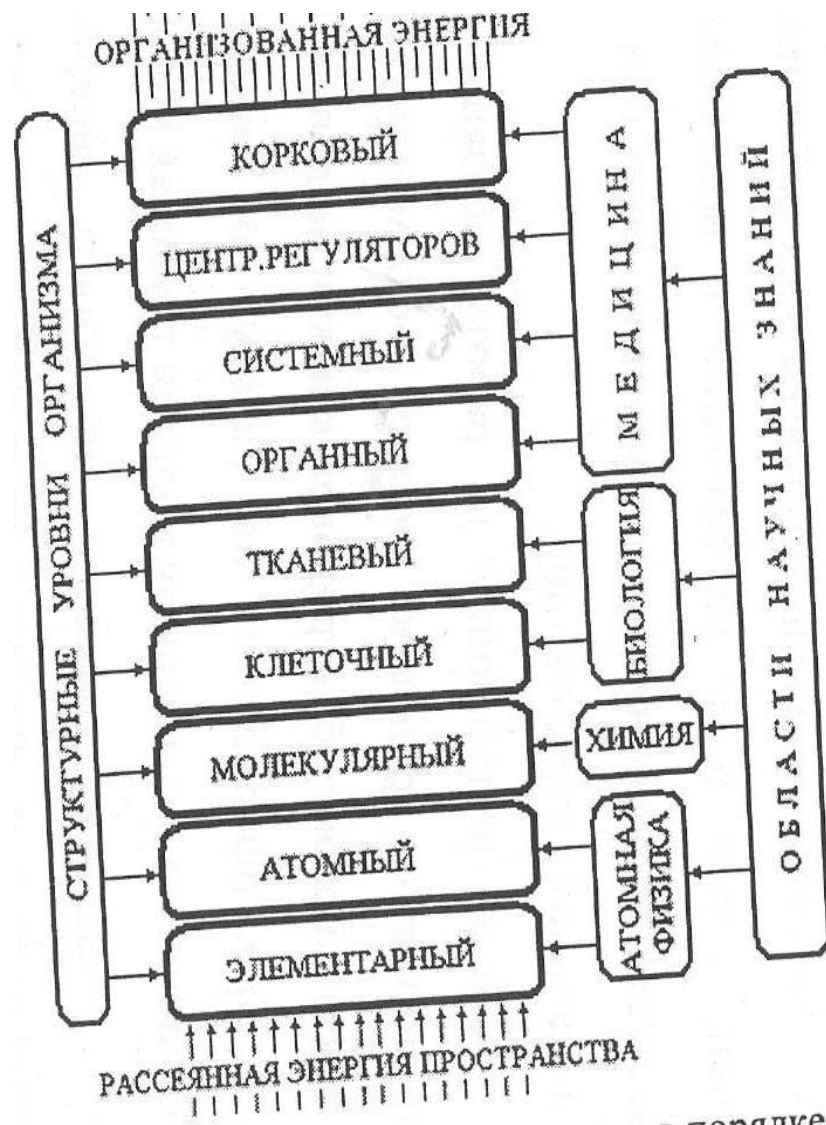 ОРГАНИЗОВАННАЯ ЭНЕРГИЯ
СТРУКТУРНЫЕ УРОВНИ ОРГАНИЗМА
КОРКОВЫЙ
ЦЕНТР.РЕГУЛЯТОРОВ
СИСТЕМНЫЙ
ОРГАННЫЙ
ТКАНЕВЫЙ
КЛЕТОЧНЫЙ
МОЛЕКУЛЯРНЫЙ
АТОМНЫЙ
ЭЛЕМЕНТАРНЫЙ
МЕДИЦИНА
БИОЛОГИЯ
ХИМИЯ
АТОМНАЯ
ФИЗИКА
ОБЛАСТИ НАУЧНЫХ ЗНАНИЙ
РАССЕЯННАЯ ЭНЕРГИЯ ПРОСТРАНСТВА
порядке